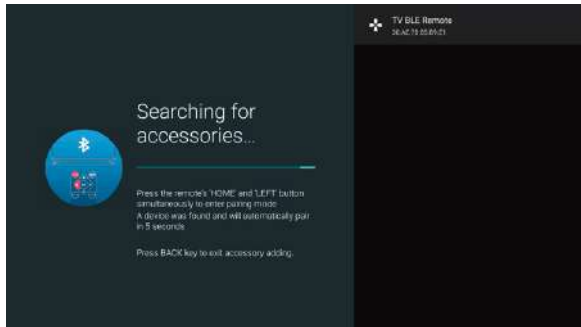 TV BLE Remote
Searching for
accessories...
Press the remote's 'HOME' and 'LEFT' button
simultaneously to enter pairing mode
A device was found and will automatically pair
in 5 seconds
Press BACK key to exit accessory adding.